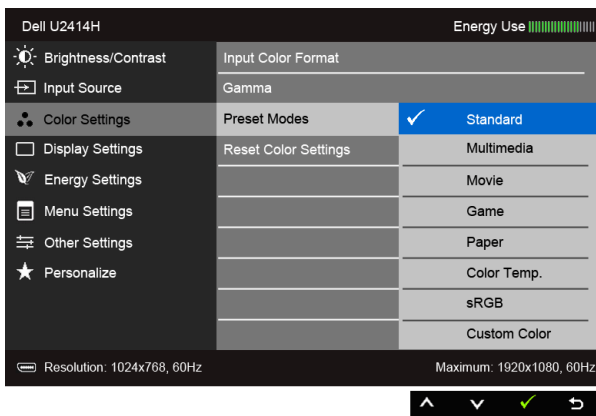 Dell U2414H Energy Use
Brightness/Contrast Input Color Format
Input Source Gamma
Color Settings Preset Modes Standard
Display Settings Reset Color Settings Multimedia
Energy Settings Movie
Menu Settings Game
Other Settings Paper
Personalize Color Temp.
sRGB
Custom Color
Resolution: 1024x768, 60Hz Maximum: 1920x1080, 60Hz